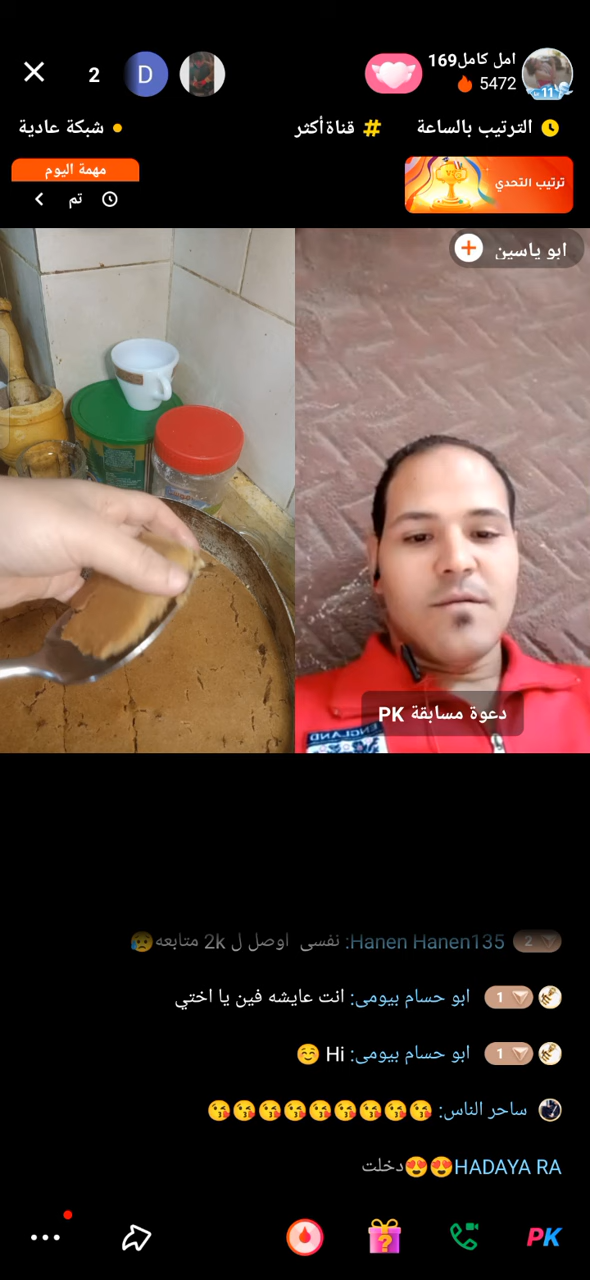 امل كامل169
5472
11
2
D
الترتيب بالساعة
# قناةأكثر
شبكة عادية
ترتيب التحدي
مهمة اليوم
تم
ابو ياسين
دعوة مسابقة PK
ENGLAND
2 Hanen Hanen135: نفسى اوصل ل 2k متابعه😥
1 ابو حسام بيومى: انت عايشه فين يا اختي
1 ابو حسام بيومى: Hi ☺️
ساحر الناس: 😘😘😘😘😘😘😘😘😘
HADAYA RA😍😍دخلت
PK